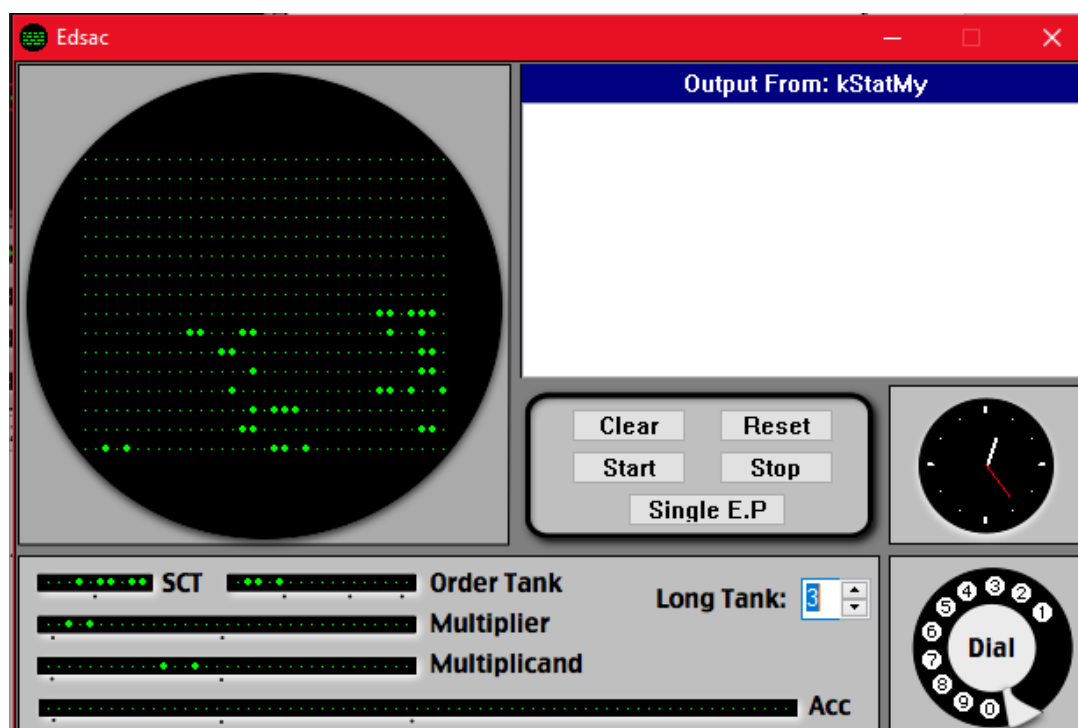 Edsac
Output From: kStatMy
Clear Reset
Start Stop
Single E.P
SCT Order Tank
Long Tank: 3
Multiplier
Multiplicand
Acc
1
2
3
4
5
6
7
8
9
0
Dial